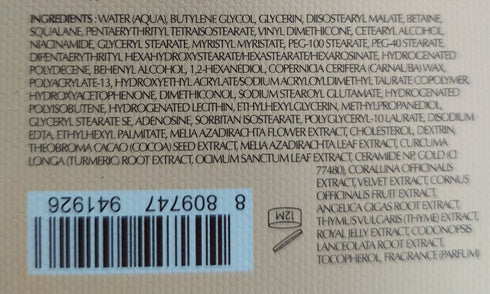 INGREDIENTS : WATER (AQUA), BUTYLENE GLYCOL, GLYCERIN, DIISOSTEARYL MALATE, BETAINE,
SQUALANE, PENTAERYTHRITYL TETRAISOSTEARATE, VINYL DIMETHICONE, CETEARYL ALCOHOL,
NIACINAMIDE, GLYCERYL STEARATE, MYRISTYL MYRISTATE, PEG-100 STEARATE, PEG-40 STEARATE,
DIPENTAERYTHRITYL HEXAHYDROXYSTEARATE/HEXASTEARATE/HEXAROSINATE, HYDROGENATED
POLYDECENE, BEHENYL ALCOHOL, 1,2-HEXANEDIOL, COPERNICIA CERIFERA (CARNAUBA) WAX,
POLYACRYLATE-13, HYDROXYETHYL ACRYLATE/SODIUM ACRYLOYLDIMETHYL TAURATE COPOLYMER,
HYDROXYACETOPHENONE, DIMETHICONOL, SODIUM STEAROYL GLUTAMATE, HYDROGENATED
POLYISOBUTENE, HYDROGENATED LECITHIN, ETHYLHEXYLGLYCERIN, METHYLPROPANEDIOL,
GLYCERYL STEARATE SE, ADENOSINE, SORBITAN ISOSTEARATE, POLYGLYCERYL-10 LAURATE, DISODIUM
EDTA, ETHYLHEXYL PALMITATE, MELIA AZADIRACHTA FLOWER EXTRACT, CHOLESTEROL, DEXTRIN,
THEOBROMA CACAO (COCOA) SEED EXTRACT, MELIA AZADIRACHTA LEAF EXTRACT, CURCUMA
LONGA (TURMERIC) ROOT EXTRACT, OCIMUM SANCTUM LEAF EXTRACT, CERAMIDE NP, GOLD (CI
77480), CORALLINA OFFICINALIS
EXTRACT, VELVET EXTRACT, CORNUS
OFFICINALIS FRUIT EXTRACT,
ANGELICA GIGAS ROOT EXTRACT,
THYMUS VULGARIS (THYME) EXTRACT,
ROYAL JELLY EXTRACT, CODONOPSIS
LANCEOLATA ROOT EXTRACT,
TOCOPHEROL, FRAGRANCE (PARFUM)
12M
8 809747 941926